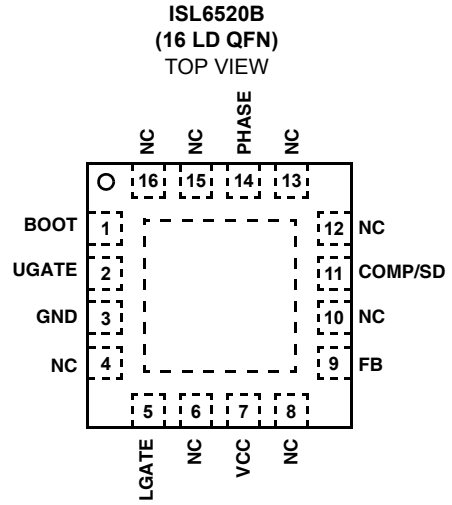 ISL6520B
(16 LD QFN)
TOP VIEW
NC
NC
PHASE
NC
16
15
14
13
BOOT 1
UGATE 2
GND 3
NC 4
12 NC
11 COMP/SD
10 NC
9 FB
5
6
7
8
LGATE
NC
VCC
NC